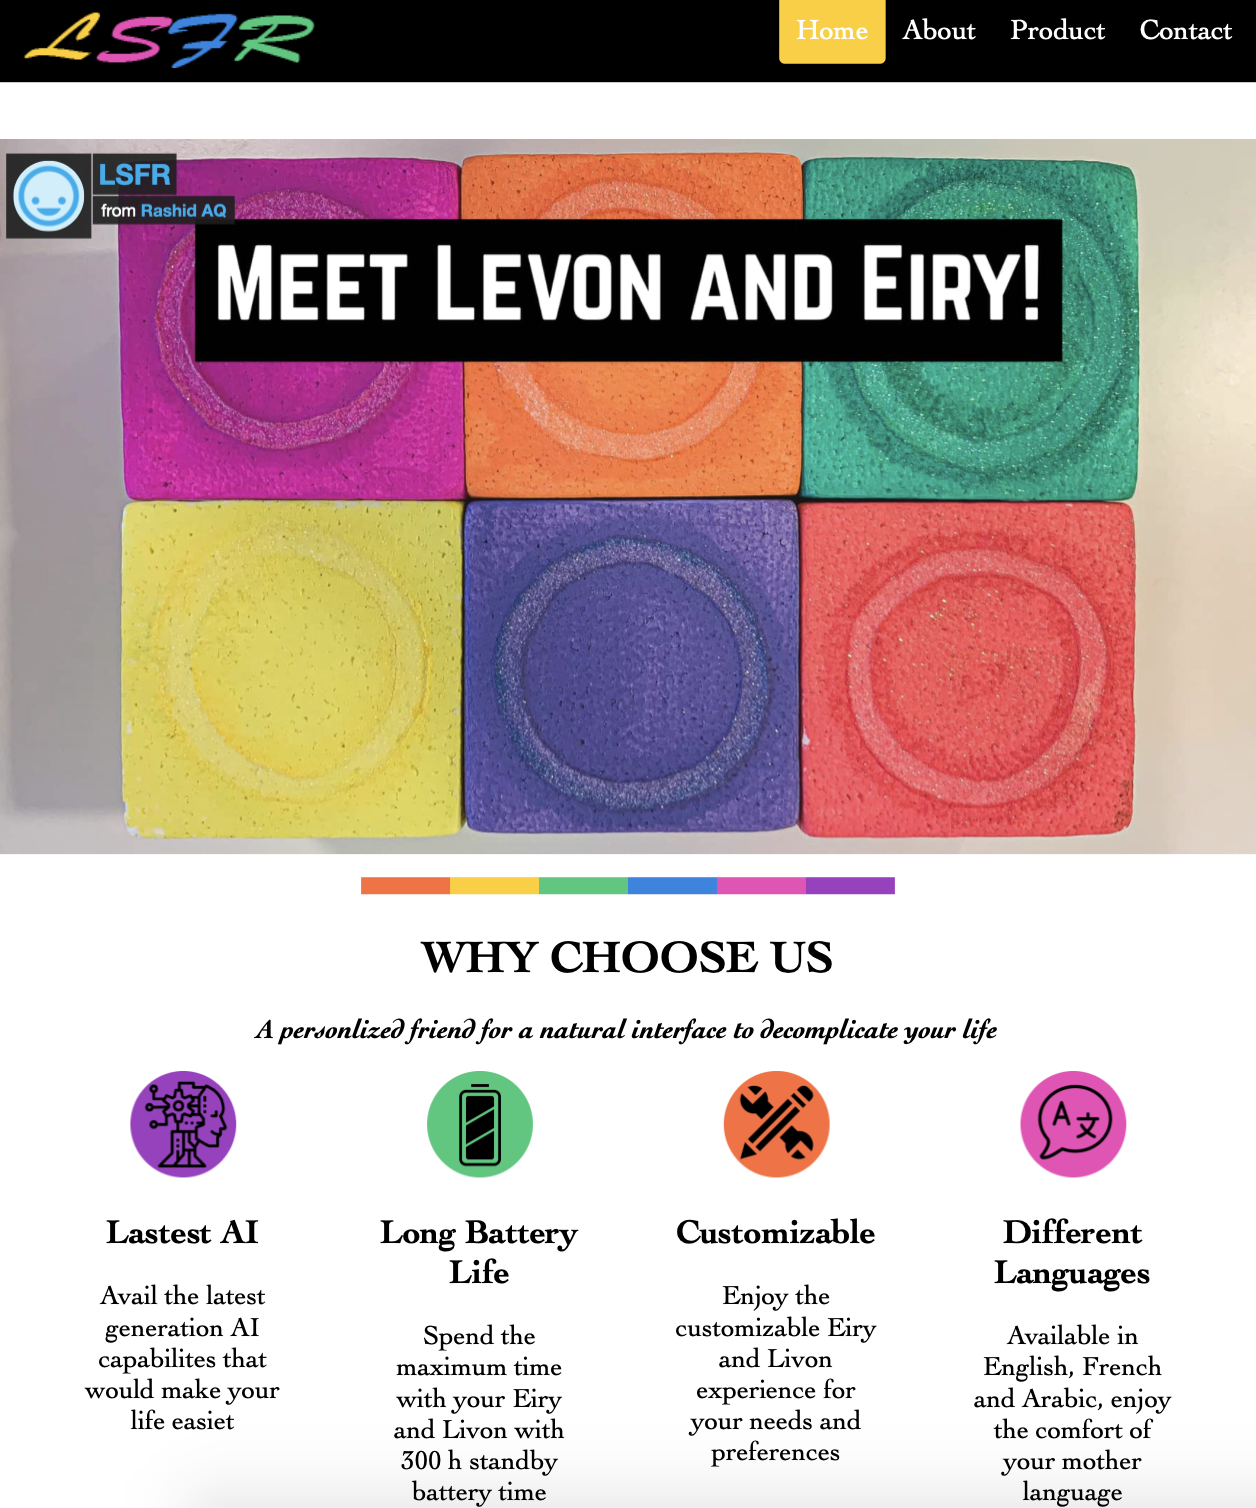 LSFR
Home About Product Contact
LSFR
from Rashid AQ
MEET LEVON AND EIRY!
WHY CHOOSE US
A personlized friend for a natural interface to decomplicate your life
A文
Lastest AI
Avail the latest
generation AI
capabilites that
would make your
life easiet
Long Battery
Life
Spend the
maximum time
with your Eiry
and Livon with
300 h standby
battery time
Customizable
Enjoy the
customizable Eiry
and Livon
experience for
your needs and
preferences
Different
Languages
Available in
English, French
and Arabic, enjoy
the comfort of
your mother
language